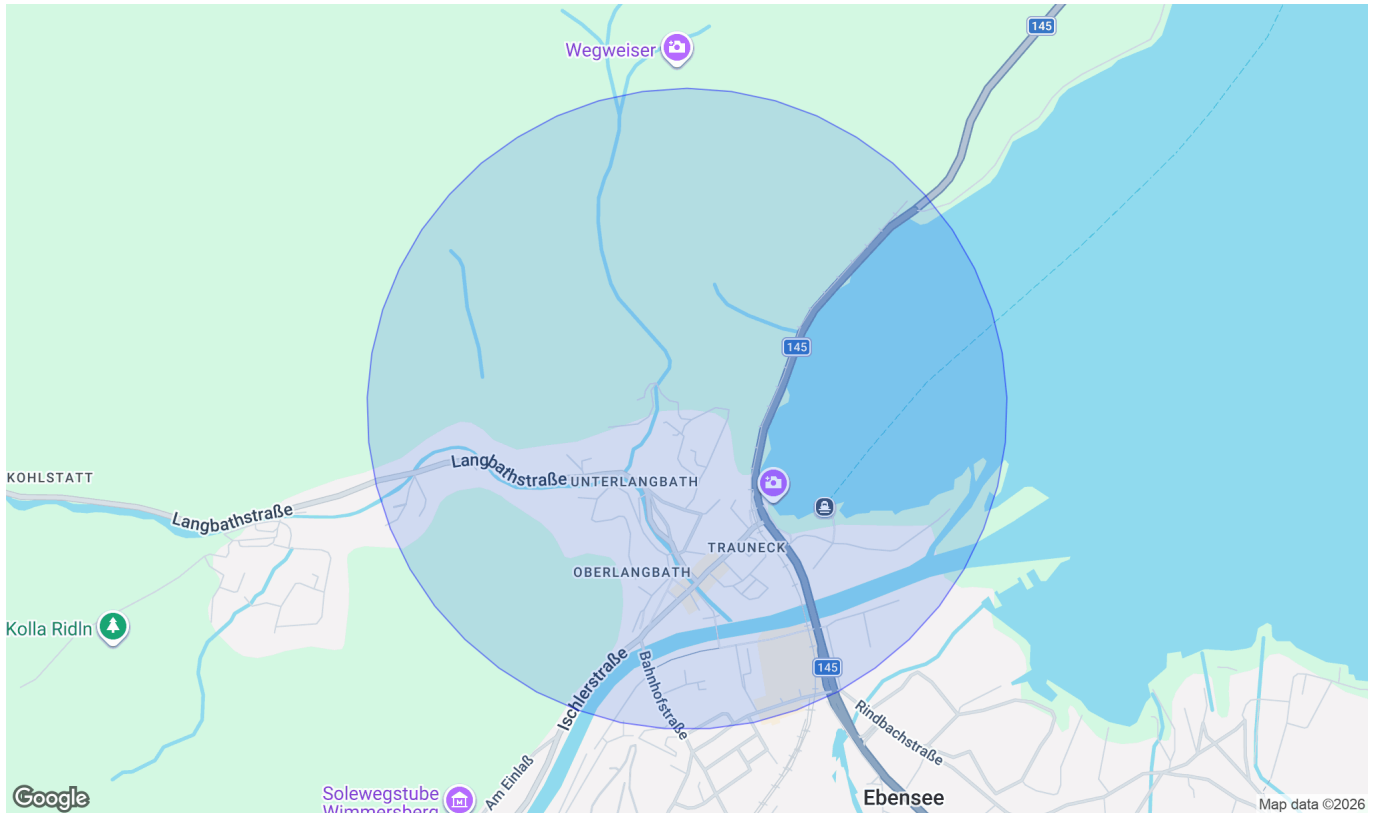 145
Wegweiser
145
Langbathstraße
UNTERLANGBATH
KOHLSTATT
Langbathstraße
TRAUNECK
OBERLANGBATH
Kolla Ridln
145
Ischlerstraße
Bahnhofstraße
Rindbachstraße
Am Einlaß
Solewegstube
Wimmersberg
Ebensee
Google
Map data ©2026